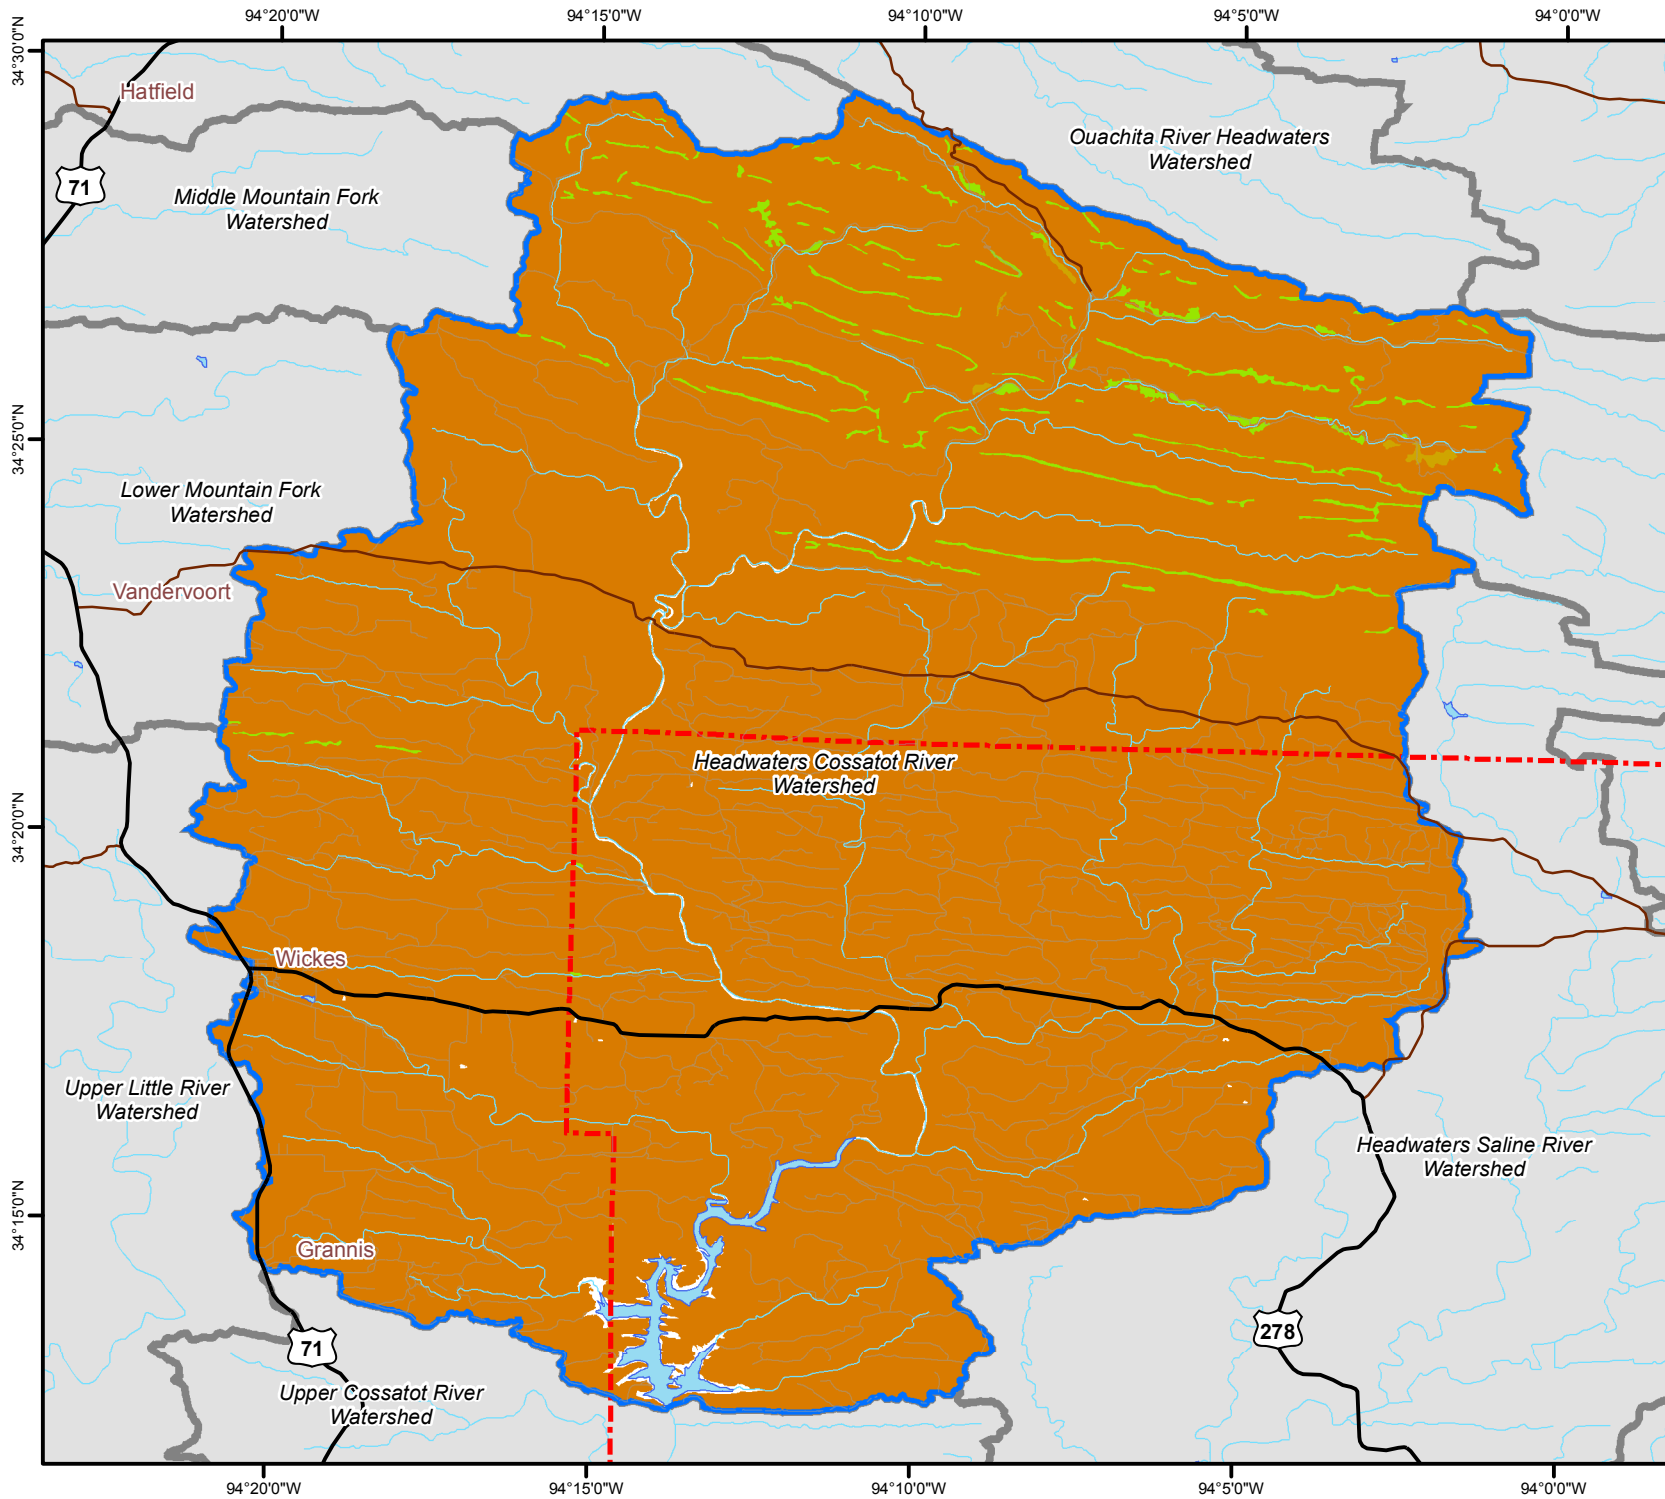 94°20'0"W
94°15'0"W
94°10'0"W
94°5'0"W
94°0'0"W
34°30'0"N
Hatfield
Ouachita River Headwaters
Watershed
71
Middle Mountain Fork
Watershed
34°25'0"N
Lower Mountain Fork
Watershed
Vandervoort
Headwaters Cossatot River
Watershed
34°20'0"N
Wickes
Upper Little River
Watershed
Headwaters Saline River
Watershed
34°15'0"N
Grannis
278
71
Upper Cossatot River
Watershed
94°20'0"W
94°15'0"W
94°10'0"W
94°5'0"W
94°0'0"W